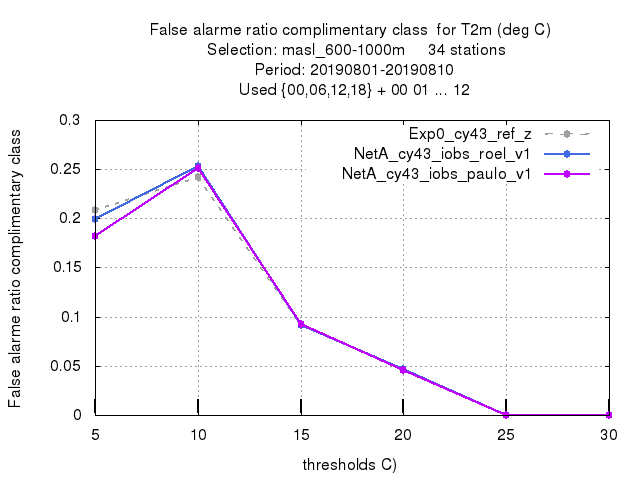 False alarme ratio complimentary class  for T2m (deg C)
Selection: masl_600-1000m     34 stations
Period: 20190801-20190810
Used {00,06,12,18} + 00 01 ... 12
False alarme ratio complimentary class
0.3
0.25
0.2
0.15
0.1
0.05
0
Exp0_cy43_ref_z
NetA_cy43_iobs_roel_v1
NetA_cy43_iobs_paulo_v1
5 10 15 20 25 30
thresholds C)